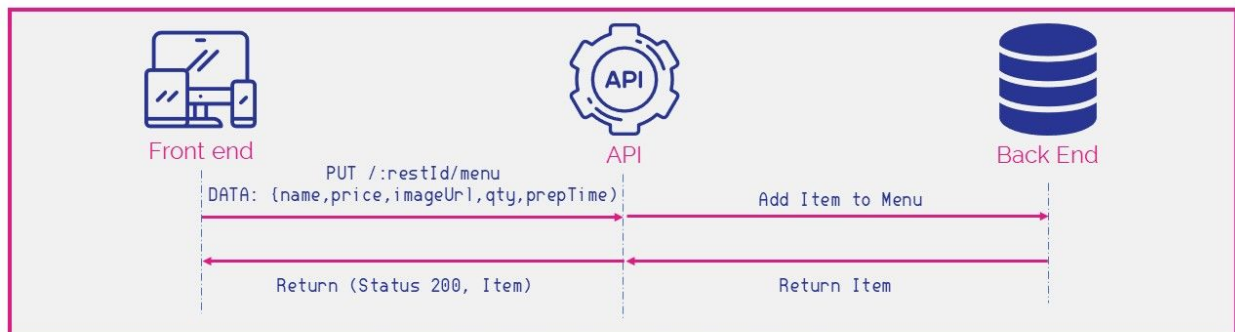 API
Front end
API
Back End
PUT /:restId/menu
DATA: {name,price,imageUrl,qty,prepTime)
Add Item to Menu
Return (Status 200, Item)
Return Item